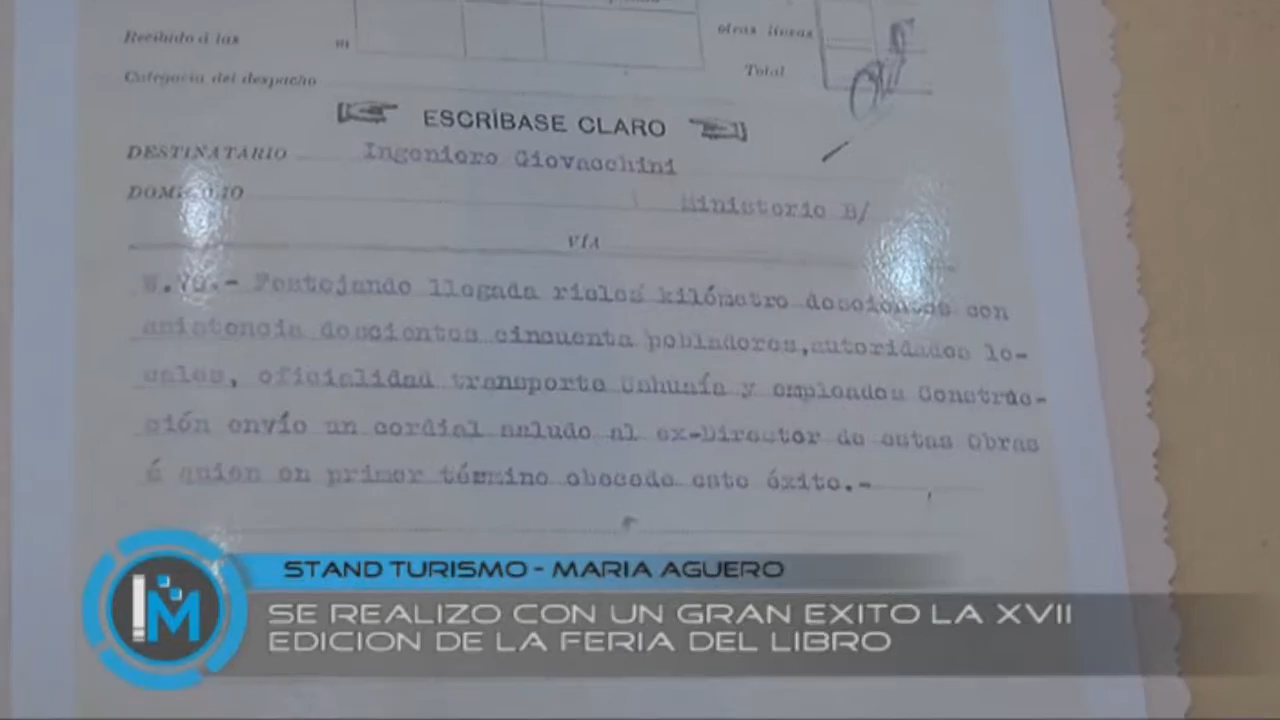 Recibido á las m
otras líneas
Categoría del despacho
Total
ESCRÍBASE CLARO
DESTINATARIO Ingeniero Giovacchini
DOMICILIO Ministerio B/
VÍA
Festejando llegada rieles kilómetro doscientos con
asistencia doscientos cincuenta pobladores,autoridades lo-
cales, oficialidad transporte Ushuaía y empleados Construc-
ción envío un cordial saludo al ex-Director de estas Obras
á quien en primer término obecede este éxito.-
IM
STAND TURISMO - MARIA AGUERO
SE REALIZO CON UN GRAN EXITO LA XVII
EDICION DE LA FERIA DEL LIBRO